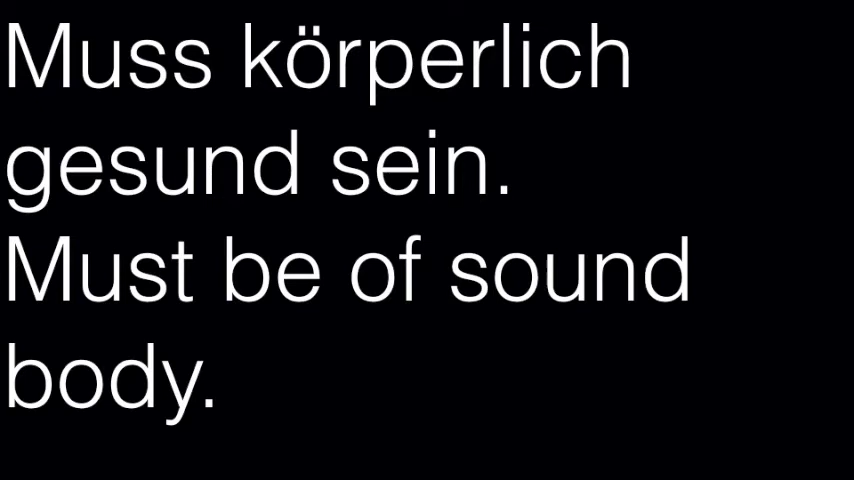 Muss körperlich
gesund sein.
Must be of sound
body.